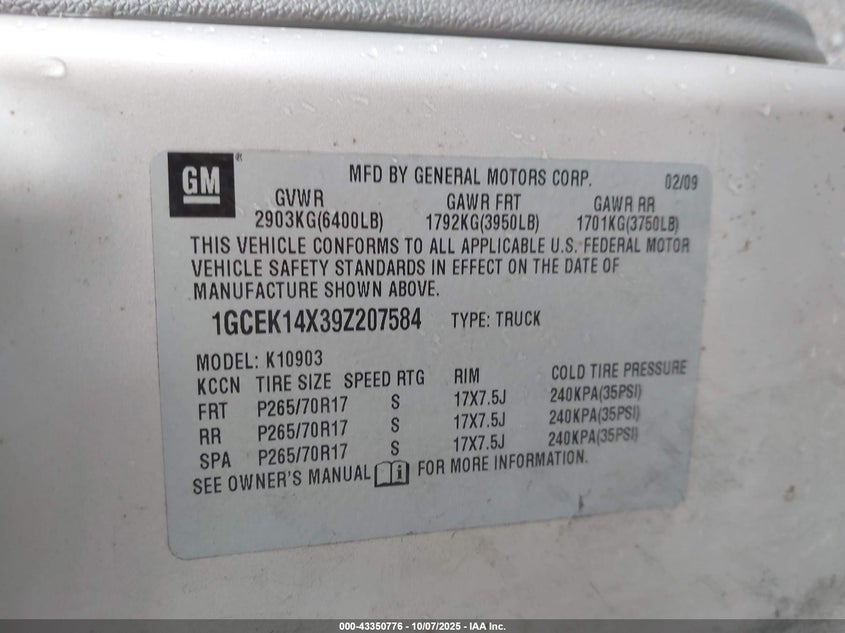 GM®
MFD BY GENERAL MOTORS CORP. 02/09
GVWR GAWR FRT GAWR RR
2903KG(6400LB) 1792KG(3950LB) 1701KG(3750LB)
THIS VEHICLE CONFORMS TO ALL APPLICABLE U.S. FEDERAL MOTOR
VEHICLE SAFETY STANDARDS IN EFFECT ON THE DATE OF
MANUFACTURE SHOWN ABOVE.
1GCEK14X39Z207584 TYPE: TRUCK
MODEL: K10903
KCCN TIRE SIZE SPEED RTG RIM COLD TIRE PRESSURE
FRT P265/70R17 S 17X7.5J 240KPA(35PSI)
RR P265/70R17 S 17X7.5J 240KPA(35PSI)
SPA P265/70R17 S 17X7.5J 240KPA(35PSI)
SEE OWNER'S MANUAL i FOR MORE INFORMATION.
000-43350776 - 10/07/2025 - IAA Inc.